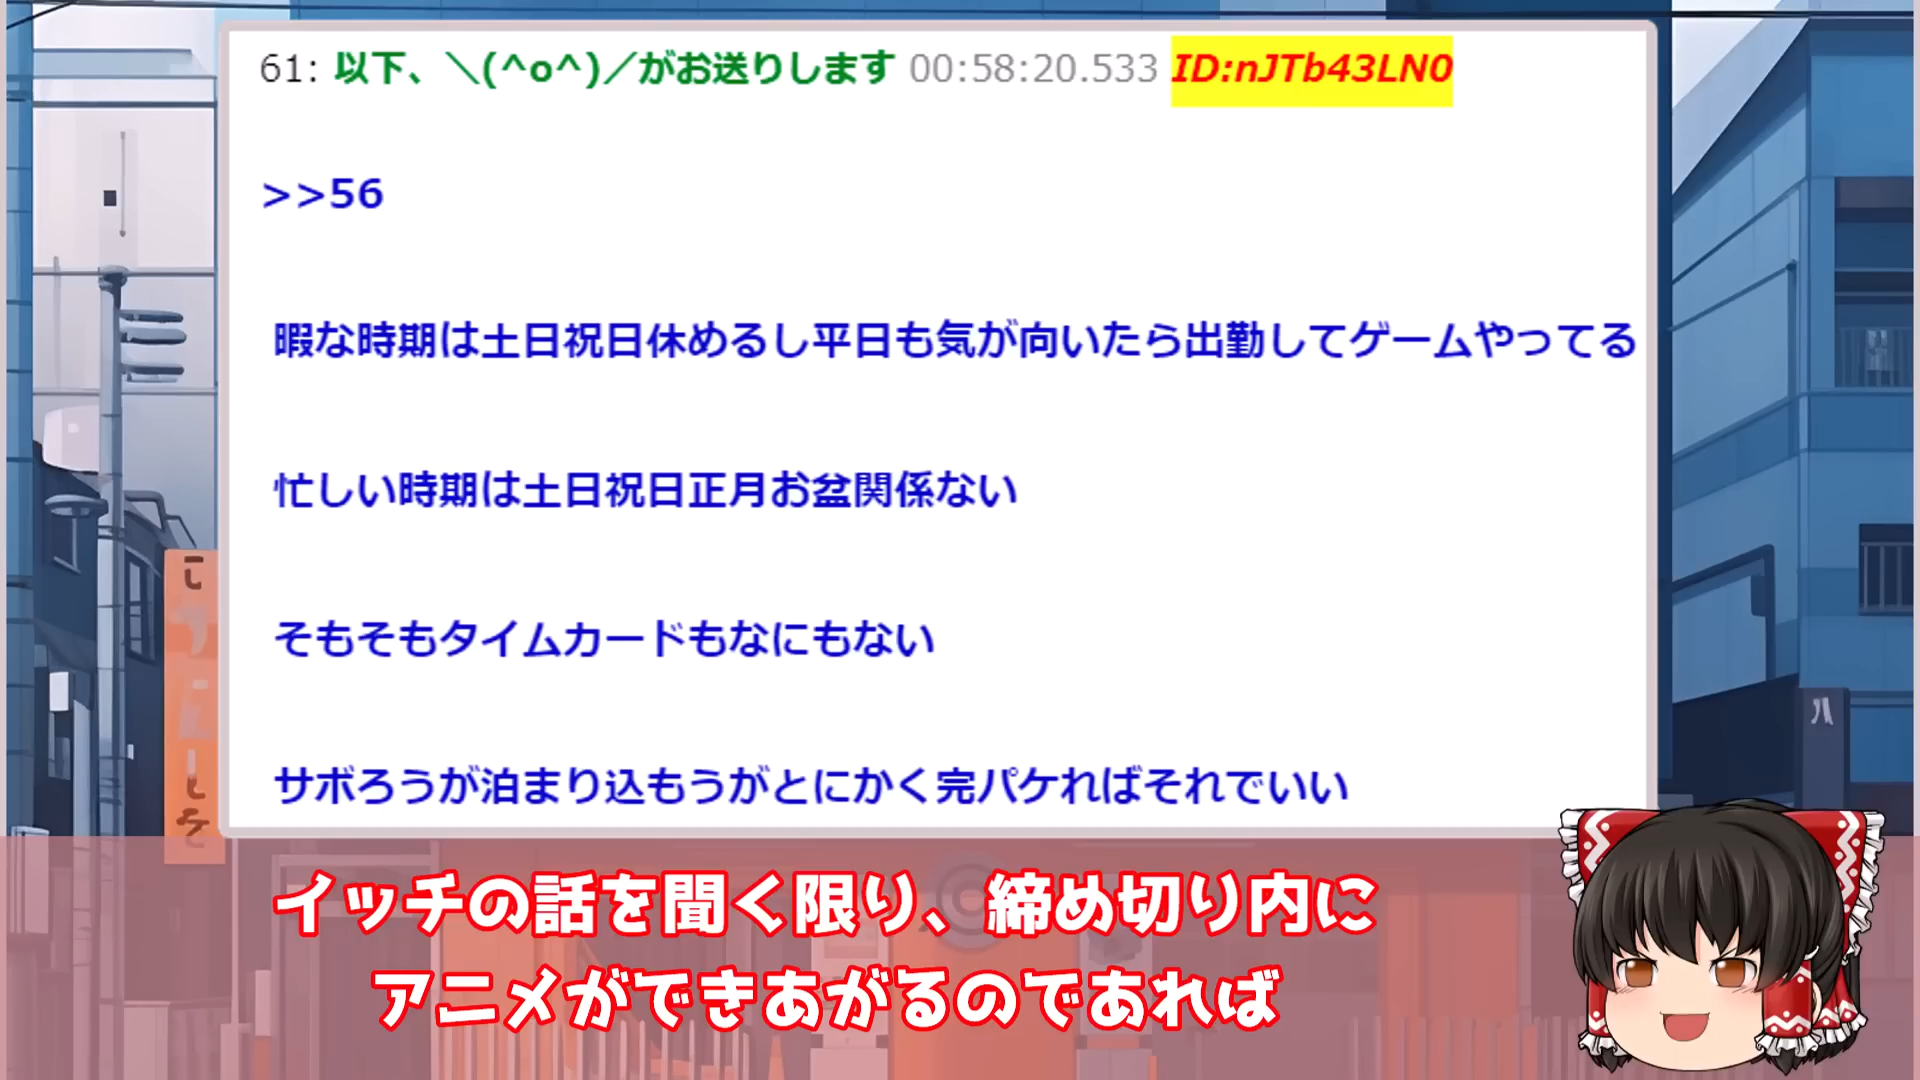 61: 以下、＼(^o^)／がお送りします 00:58:20.533 ID:nJTb43LN0
>>56
暇な時期は土日祝日休めるし平日も気が向いたら出勤してゲームやってる
忙しい時期は土日祝日正月お盆関係ない
そもそもタイムカードもなにもない
サボろうが泊まり込もうがとにかく完パケればそれでいい
イッチの話を聞く限り、締め切り内に
アニメができあがるのであれば